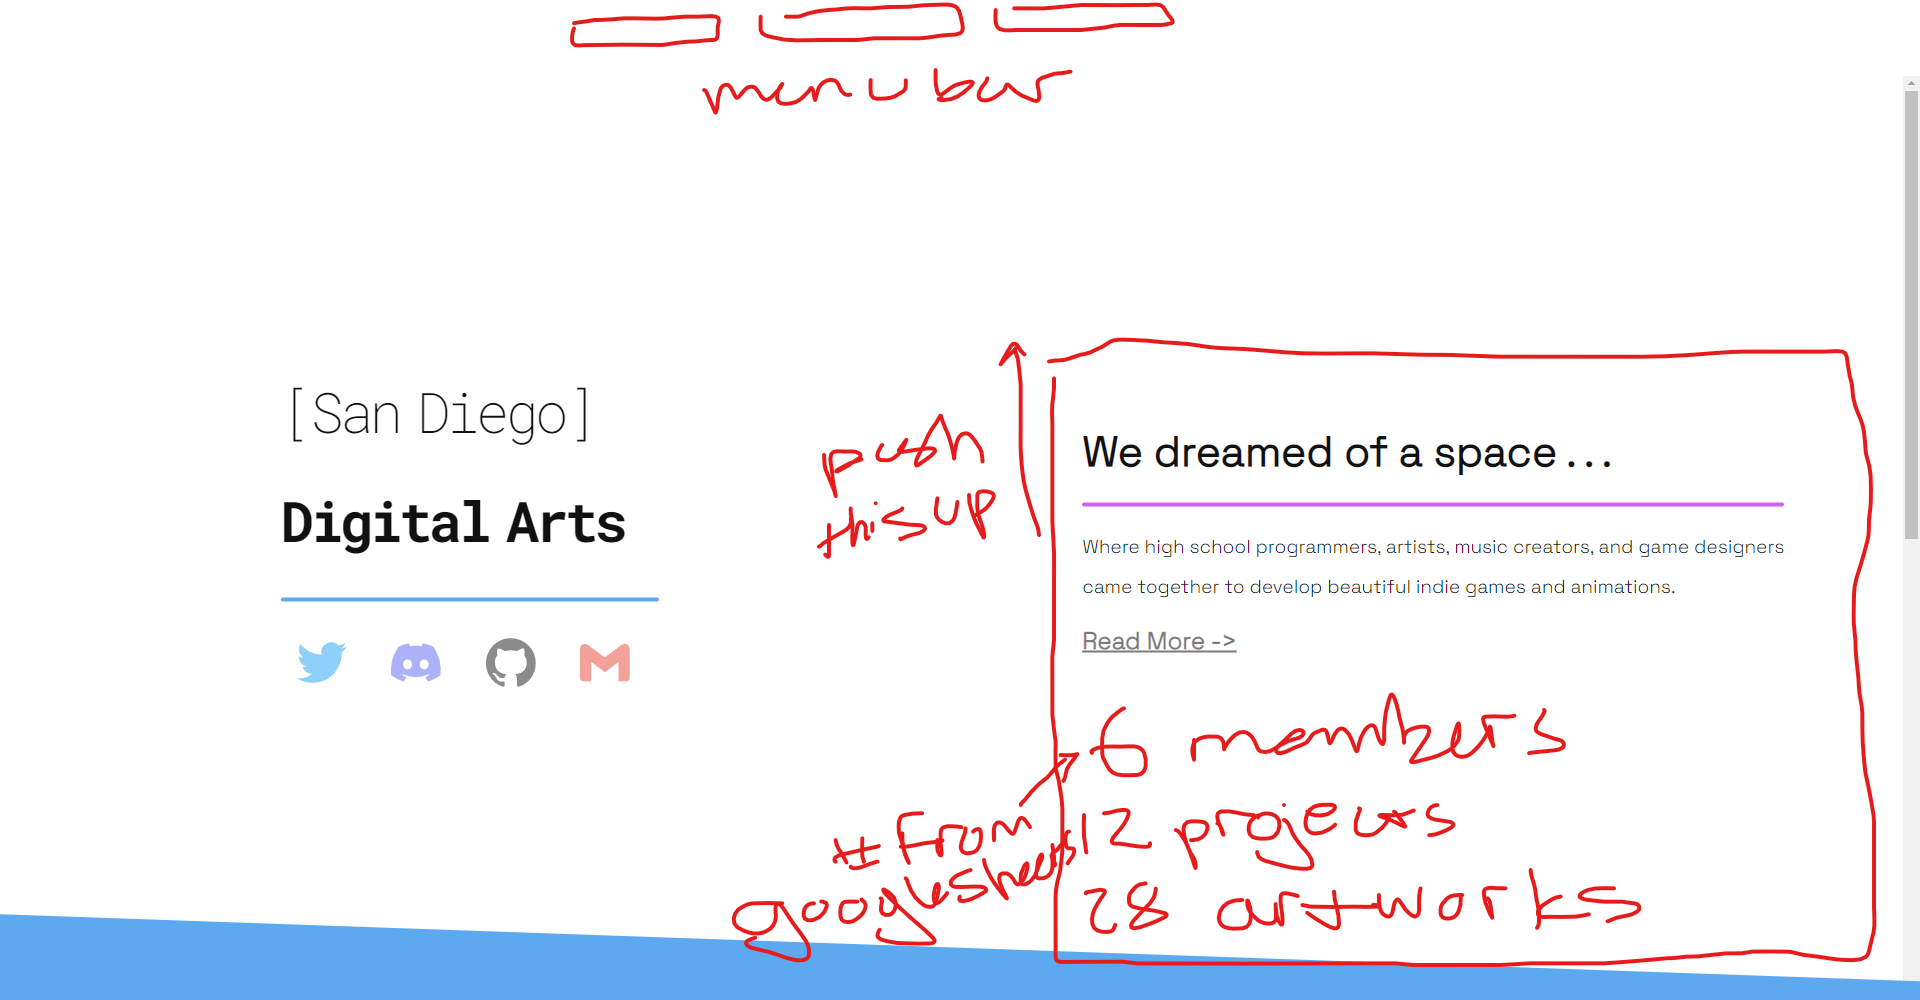 menu bar
[San Diego]
Digital Arts
push
this up
We dreamed of a space ...
Where high school programmers, artists, music creators, and game designers
came together to develop beautiful indie games and animations.
Read More ->
6 members
12 projects
28 artworks
# From
google sheets